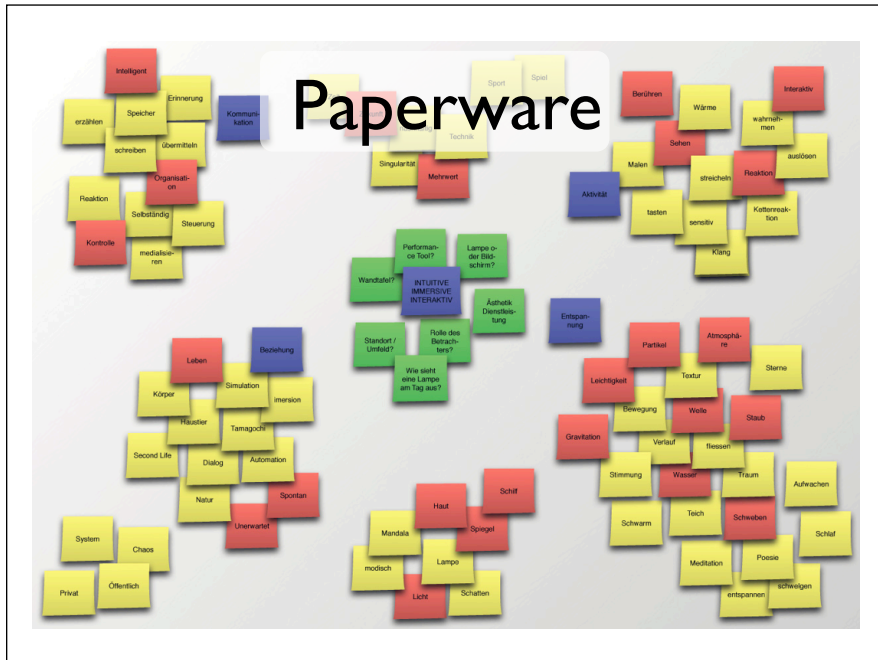 Paperware
Intelligent
Erinnerung
Speicher
erzählen
schreiben
übermitteln
Organisati-
on
Reaktion
Selbständig
Steuerung
Kontrolle
medialisie-
ren
Kommuni-
kation
Sport
Spiel
Technik
Singularität
Mehrwert
Berühren
Interaktiv
Wärme
wahrneh-
men
Sehen
Malen
auslösen
streicheln
Reaktion
Aktivität
tasten
sensitiv
Kettenreak-
tion
Klang
Performan-
ce Tool?
Lampe o-
der Bild-
schirm?
Wandtafel?
INTUITIVE
IMMERSIVE
INTERAKTIV
Ästhetik
Dienstleis-
tung
Standort /
Umfeld?
Rolle des
Betrach-
ters?
Wie sieht
eine Lampe
am Tag aus?
Entspan-
nung
Leben
Beziehung
Körper
Simulation
imersion
Haustier
Tamagochi
Second Life
Dialog
Automation
Natur
Spontan
Unerwartet
System
Chaos
Privat
Öffentlich
Haut
Schilf
Mandala
Spiegel
modisch
Lampe
Licht
Schatten
Partikel
Atmosphä-
re
Leichtigkeit
Textur
Sterne
Bewegung
Welle
Staub
Gravitation
Verlauf
fliessen
Stimmung
Wasser
Traum
Aufwachen
Schwarm
Teich
Schweben
Schlaf
Meditation
Poesie
entspannen
schwelgen